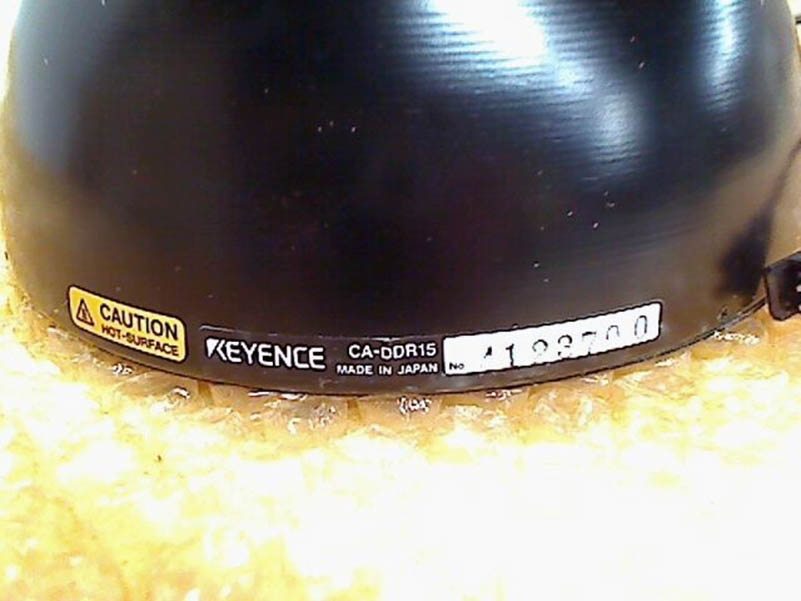 CAUTION
HOT-SURFACE
KEYENCE
CA-DDR15
MADE IN JAPAN
No